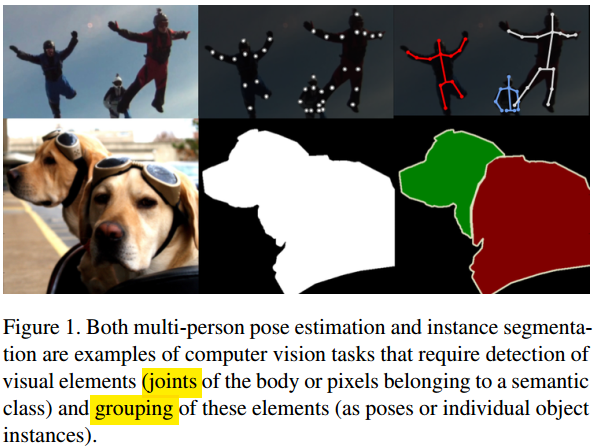 Figure 1. Both multi-person pose estimation and instance segmenta-
tion are examples of computer vision tasks that require detection of
visual elements (joints of the body or pixels belonging to a semantic
class) and grouping of these elements (as poses or individual object
instances).